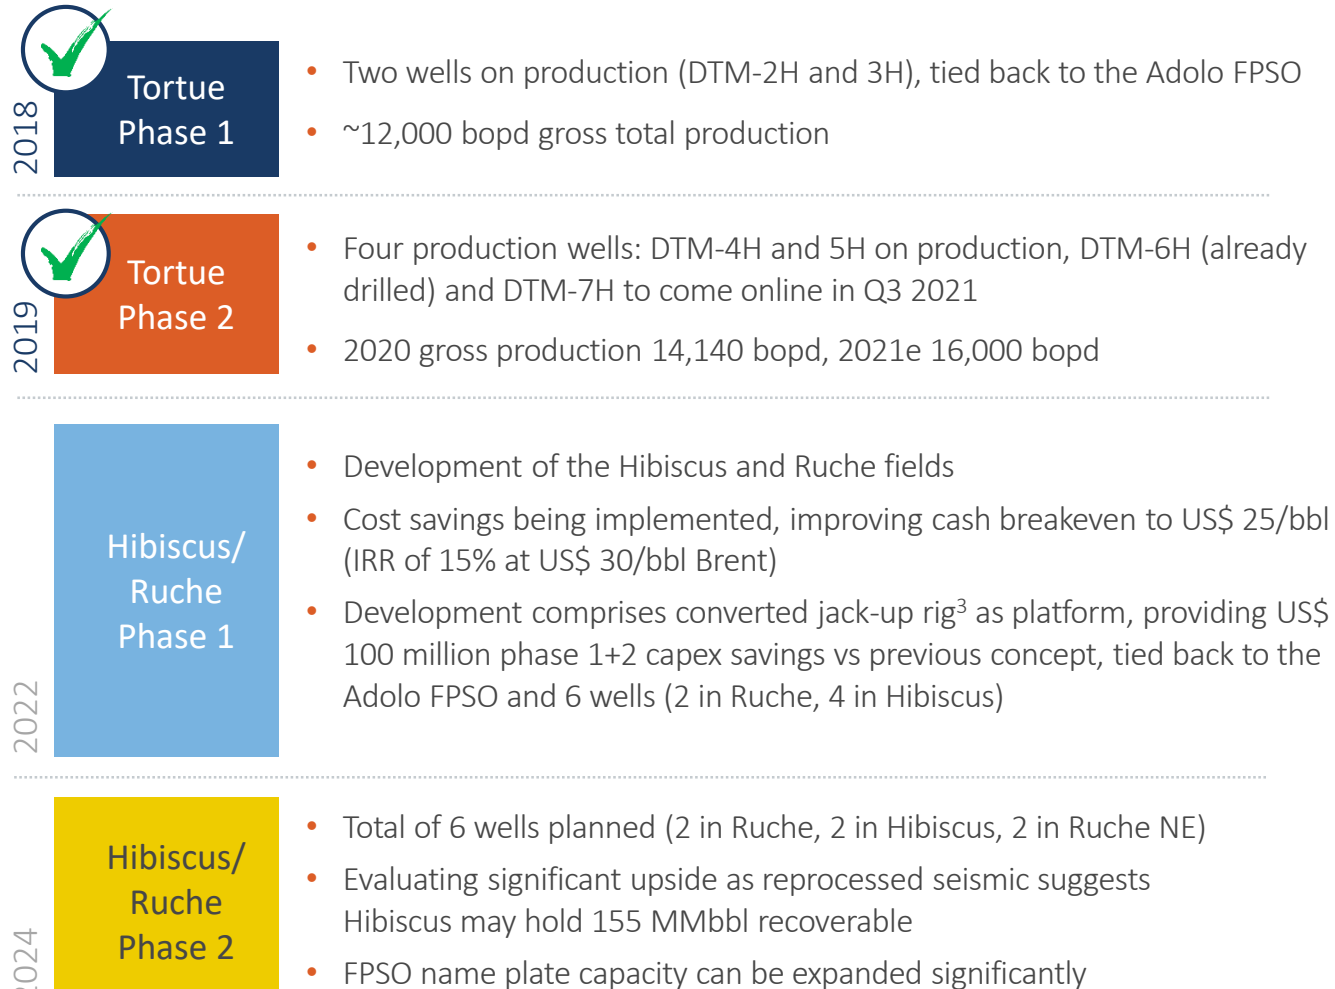 2018
Tortue
Phase 1
• Two wells on production (DTM-2H and 3H), tied back to the Adolo FPSO
• ~12,000 bopd gross total production
2019
Tortue
Phase 2
• Four production wells: DTM-4H and 5H on production, DTM-6H (already
drilled) and DTM-7H to come online in Q3 2021
• 2020 gross production 14,140 bopd, 2021e 16,000 bopd
2022
Hibiscus/
Ruche
Phase 1
• Development of the Hibiscus and Ruche fields
• Cost savings being implemented, improving cash breakeven to US$ 25/bbl
(IRR of 15% at US$ 30/bbl Brent)
• Development comprises converted jack-up rig³ as platform, providing US$
100 million phase 1+2 capex savings vs previous concept, tied back to the
Adolo FPSO and 6 wells (2 in Ruche, 4 in Hibiscus)
2024
Hibiscus/
Ruche
Phase 2
• Total of 6 wells planned (2 in Ruche, 2 in Hibiscus, 2 in Ruche NE)
• Evaluating significant upside as reprocessed seismic suggests
Hibiscus may hold 155 MMbbl recoverable
• FPSO name plate capacity can be expanded significantly